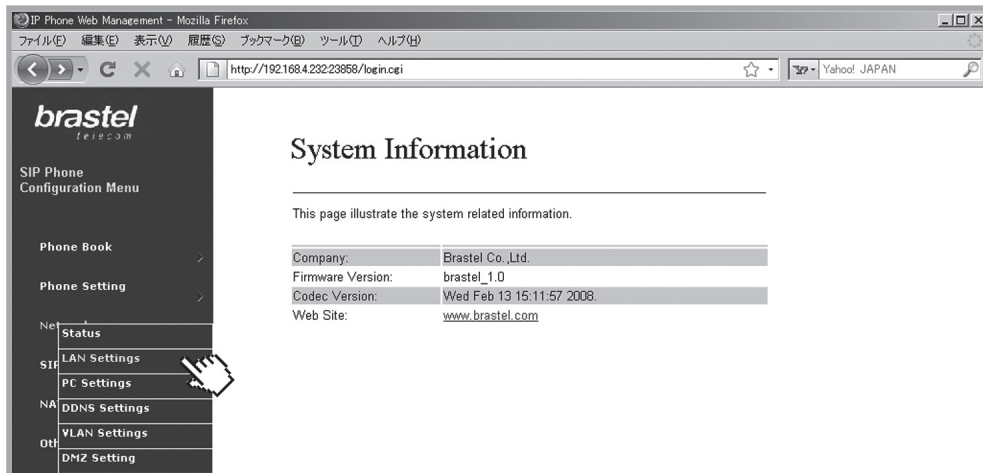 IP Phone Web Management - Mozilla Firefox
ファイル(F) 編集(E) 表示(V) 履歴(S) ブックマーク(B) ツール(T) ヘルプ(H)
http://192.168.4.232:23858/login.cgi
Yahoo! JAPAN
brastel
telecom
SIP Phone
Configuration Menu
Phone Book
Phone Setting
Status
LAN Settings
PC Settings
DDNS Settings
VLAN Settings
DMZ Setting
System Information
This page illustrate the system related information.
Company: Brastel Co.,Ltd.
Firmware Version: brastel_1.0
Codec Version: Wed Feb 13 15:11:57 2008.
Web Site: www.brastel.com